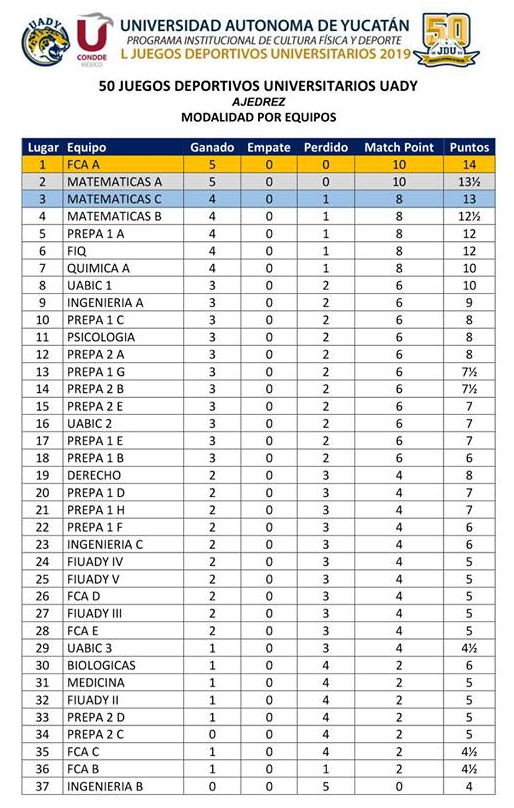 UADY
CONDDE
MÉXICO
UNIVERSIDAD AUTONOMA DE YUCATÁN
PROGRAMA INSTITUCIONAL DE CULTURA FÍSICA Y DEPORTE
L JUEGOS DEPORTIVOS UNIVERSITARIOS 2019
50
JDU
50 JUEGOS DEPORTIVOS UNIVERSITARIOS UADY
AJEDREZ
MODALIDAD POR EQUIPOS
Lugar Equipo Ganado Empate Perdido Match Point Puntos
1 FCA A 5 0 0 10 14
2 MATEMATICAS A 5 0 0 10 13½
3 MATEMATICAS C 4 0 1 8 13
4 MATEMATICAS B 4 0 1 8 12½
5 PREPA 1 A 4 0 1 8 12
6 FIQ 4 0 1 8 12
7 QUIMICA A 4 0 1 8 10
8 UABIC 1 3 0 2 6 10
9 INGENIERIA A 3 0 2 6 9
10 PREPA 1 C 3 0 2 6 8
11 PSICOLOGIA 3 0 2 6 8
12 PREPA 2 A 3 0 2 6 8
13 PREPA 1 G 3 0 2 6 7½
14 PREPA 2 B 3 0 2 6 7½
15 PREPA 2 E 3 0 2 6 7
16 UABIC 2 3 0 2 6 7
17 PREPA 1 E 3 0 2 6 7
18 PREPA 1 B 3 0 2 6 6
19 DERECHO 2 0 3 4 8
20 PREPA 1 D 2 0 3 4 7
21 PREPA 1 H 2 0 3 4 7
22 PREPA 1 F 2 0 3 4 6
23 INGENIERIA C 2 0 3 4 6
24 FIUADY IV 2 0 3 4 5
25 FIUADY V 2 0 3 4 5
26 FCA D 2 0 3 4 5
27 FIUADY III 2 0 3 4 5
28 FCA E 2 0 3 4 5
29 UABIC 3 1 0 3 4 4½
30 BIOLOGICAS 1 0 4 2 6
31 MEDICINA 1 0 4 2 5
32 FIUADY II 1 0 4 2 5
33 PREPA 2 D 1 0 4 2 5
34 PREPA 2 C 0 0 4 2 5
35 FCA C 1 0 4 2 4½
36 FCA B 1 0 1 2 4½
37 INGENIERIA B 0 0 5 0 4